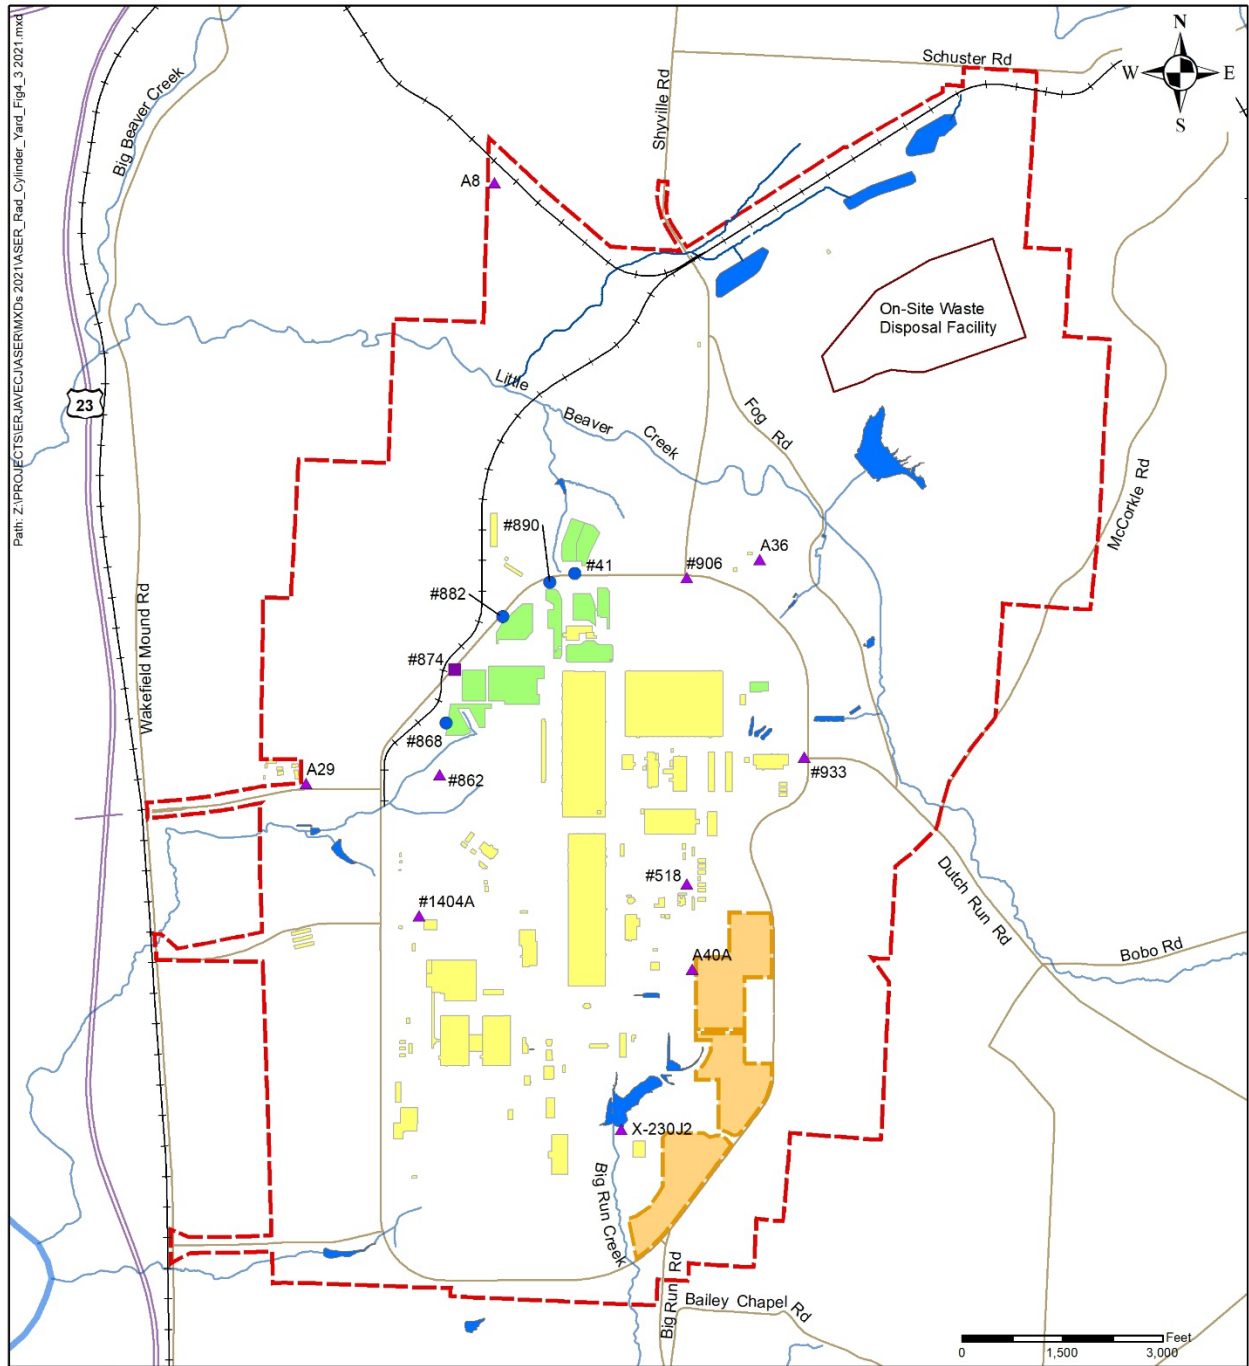 Path: Z:\PROJECTS\ERJAVECJ\ASER\MXDs 2021\ASER_Rad_Cylinder_Yard_Fig4_3 2021.mxd
N
W
E
S
Schuster Rd
Shyville Rd
Big Beaver Creek
A8
On-Site Waste
Disposal Facility
23
Little
Beaver
Creek
Fog Rd
McCorkle Rd
#890
#41
#906
A36
#882
#874
Wakefield Mound Rd
#868
#862
A29
#933
#518
#1404A
Dutch Run Rd
Bobo Rd
A40A
X-230J2
Big Run Creek
Big Run Rd
Bailey Chapel Rd
Feet
0
1,500
3,000